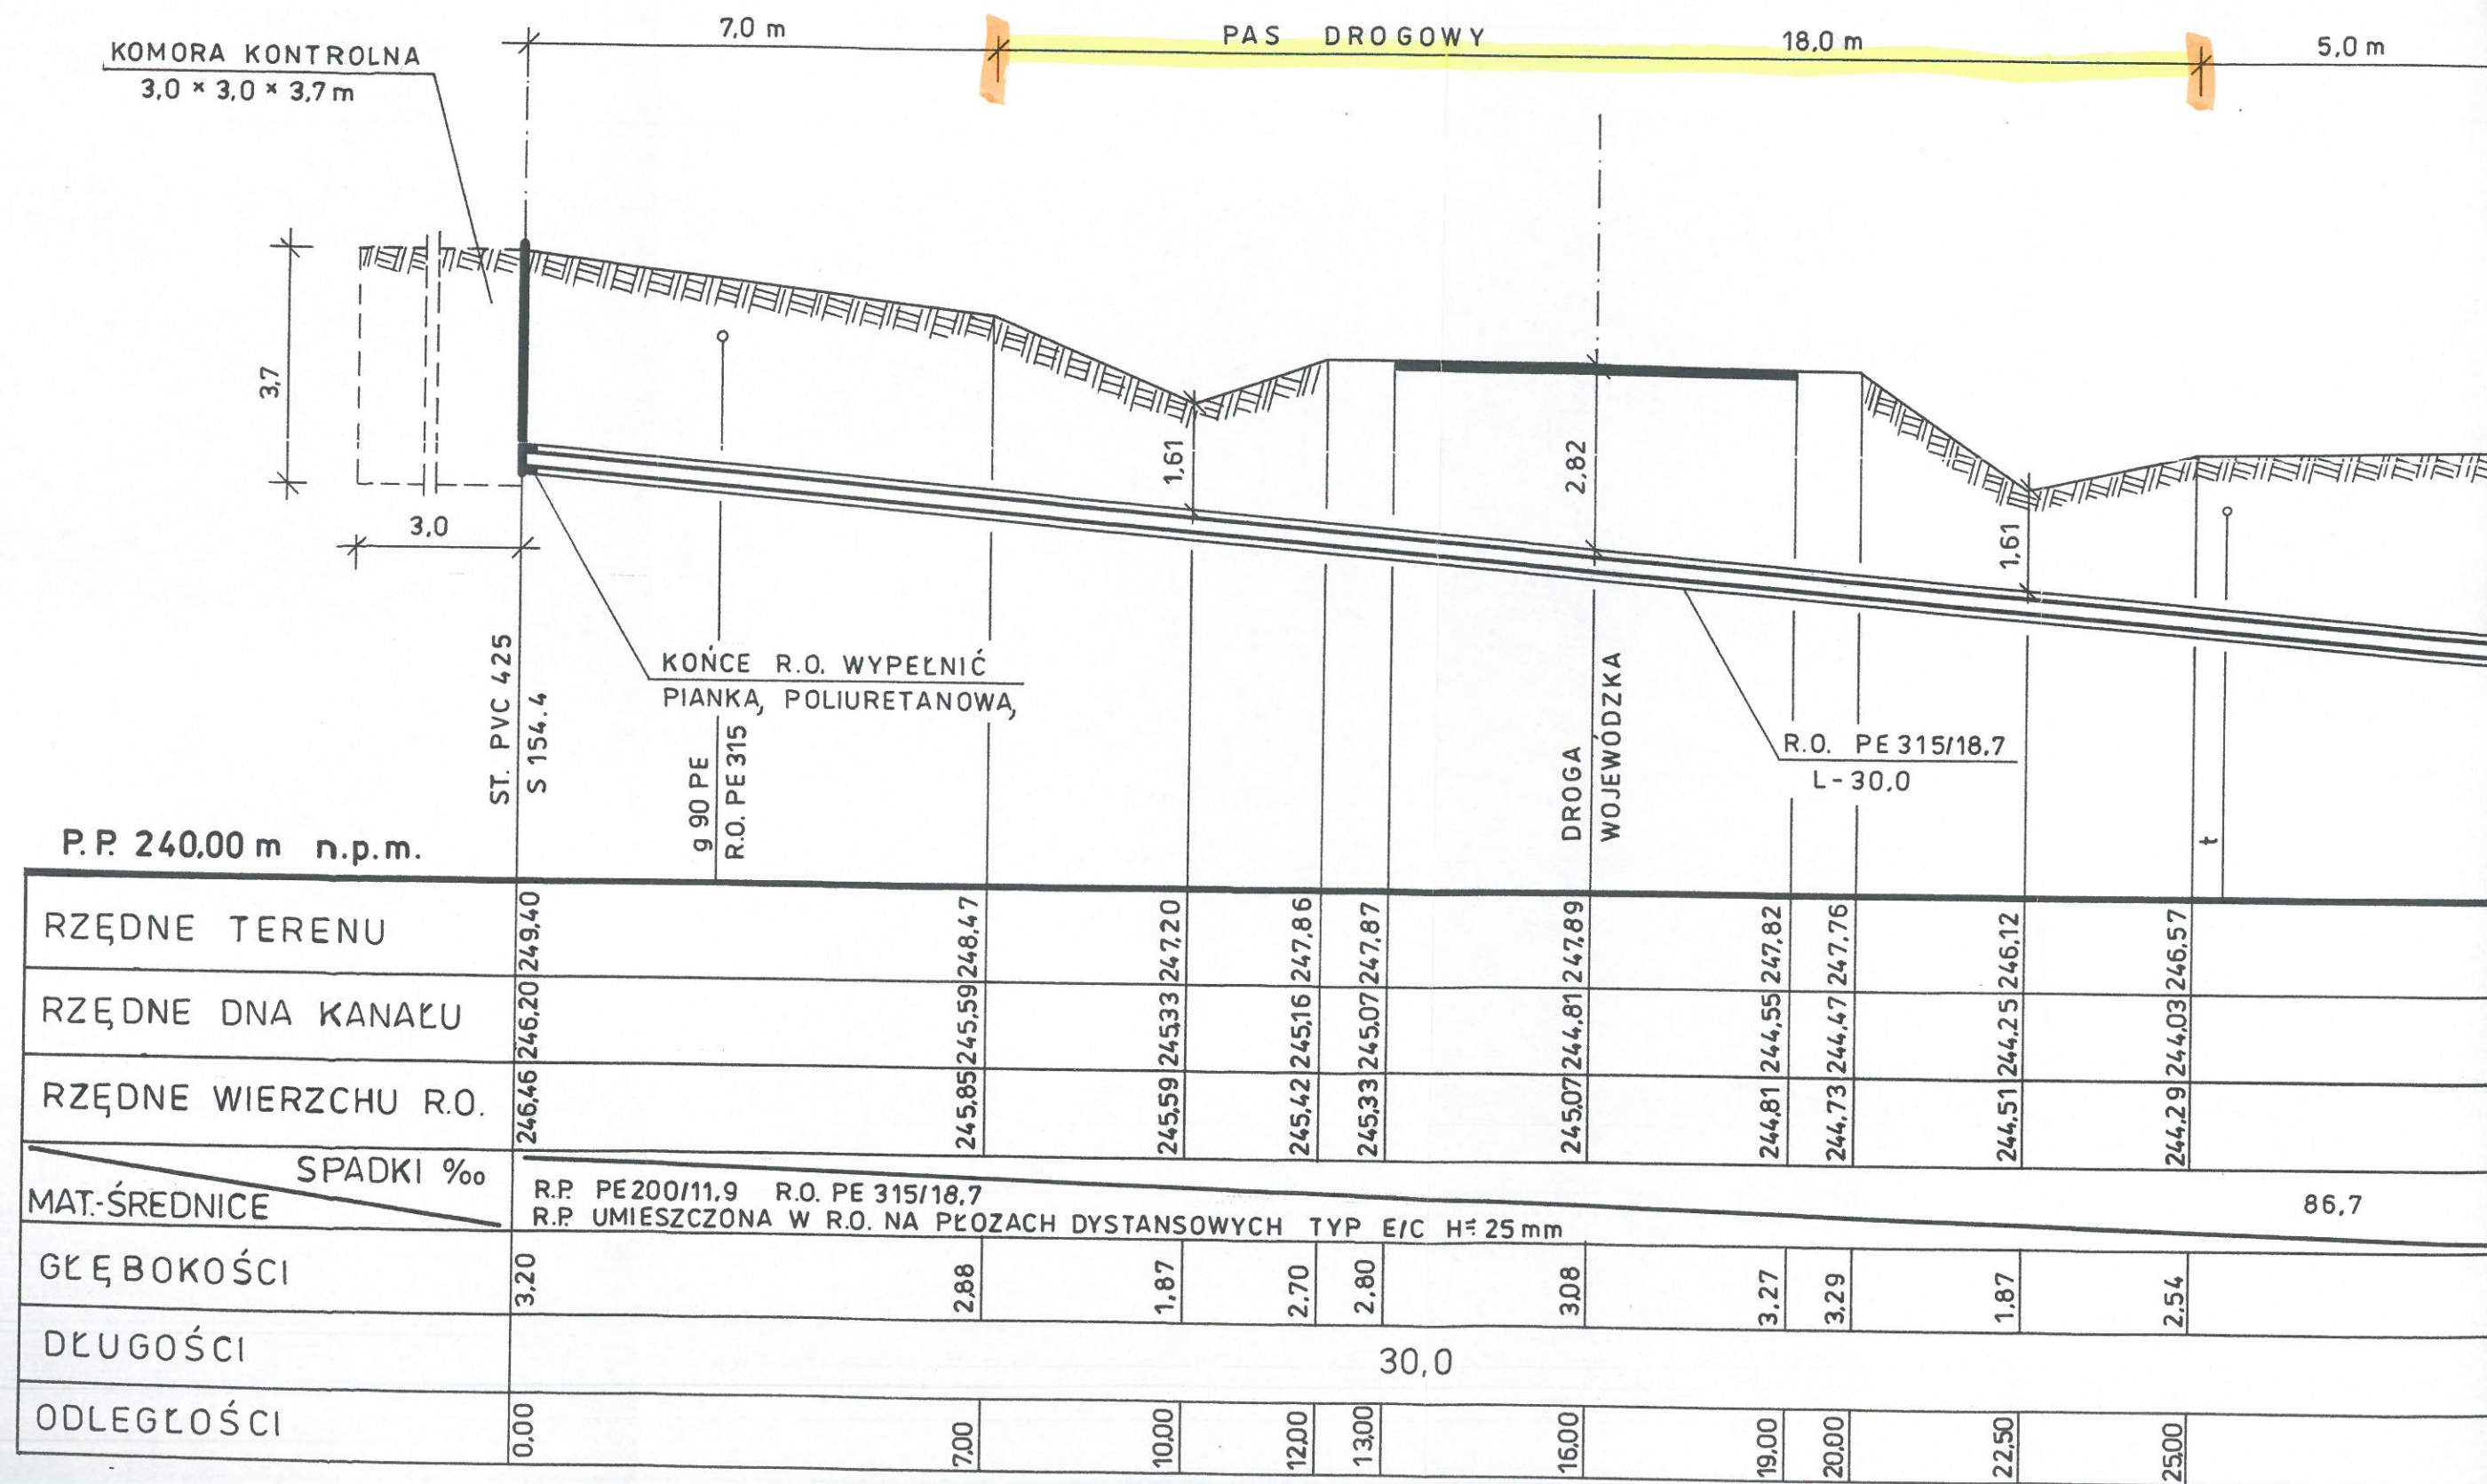 7,0 m
PAS DROGOWY
18,0 m
5,0 m
KOMORA KONTROLNA
3,0 × 3,0 × 3,7 m
3,7
3,0
1,61
2,82
1,61
ST. PVC 425
S 154.4
KOŃCE R.O. WYPEŁNIĆ
PIANKĄ POLIURETANOWĄ
g 90 PE
R.O. PE 315
DROGA
WOJEWÓDZKA
R.O. PE 315/18,7
L-30,0
t
P.P. 240,00 m n.p.m.
RZĘDNE TERENU
249,40 248,47 247,20 247,86 247,87 247,89 247,82 247,76 246,12 246,57
RZĘDNE DNA KANAŁU
246,20 245,59 245,33 245,16 245,07 244,81 244,55 244,47 244,25 244,03
RZĘDNE WIERZCHU R.O.
246,46 245,85 245,59 245,42 245,33 245,07 244,81 244,73 244,51 244,29
SPADKI ‰
MAT.-ŚREDNICE
R.P. PE200/11,9 R.O. PE 315/18,7
R.P. UMIESZCZONA W R.O. NA PŁOZACH DYSTANSOWYCH TYP E/C H= 25 mm
86,7
GŁĘBOKOŚCI
3,20 2,88 1,87 2,70 2,80 3,08 3,27 3,29 1,87 2,54
DŁUGOŚCI
30,0
ODLEGŁOŚCI
0,00 7,00 10,00 12,00 13,00 16,00 19,00 20,00 22,50 25,00